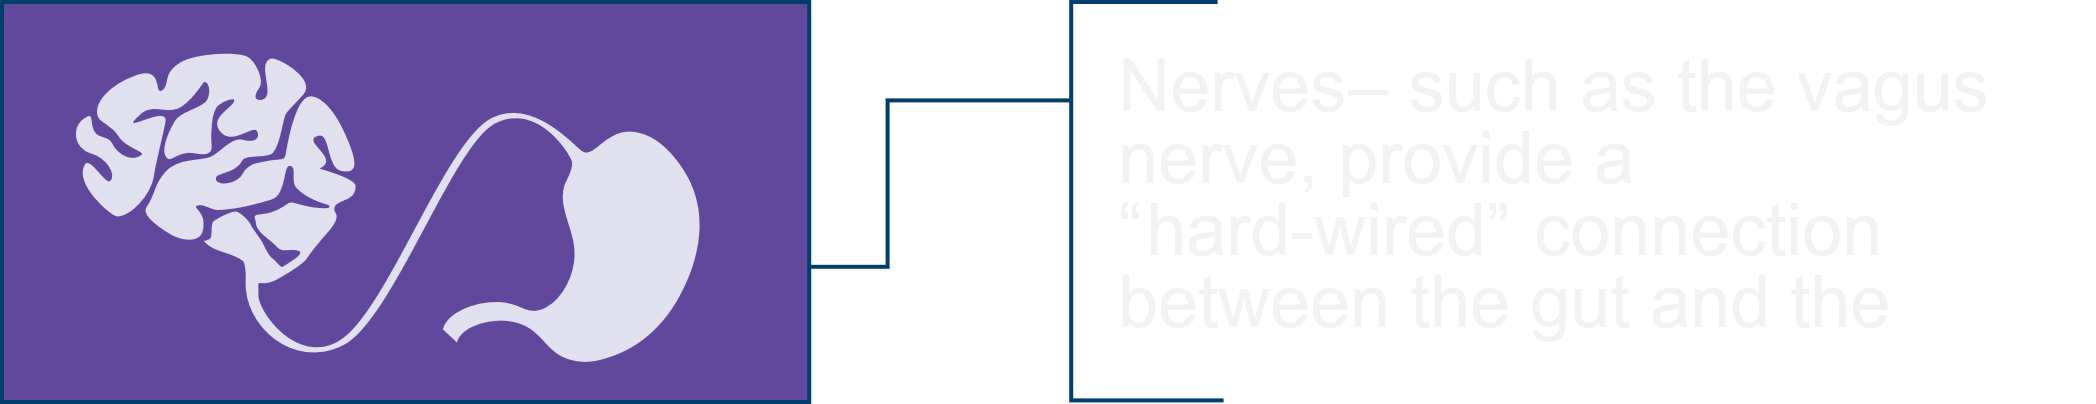 Nerves– such as the vagus
nerve, provide a
“hard-wired” connection
between the gut and the